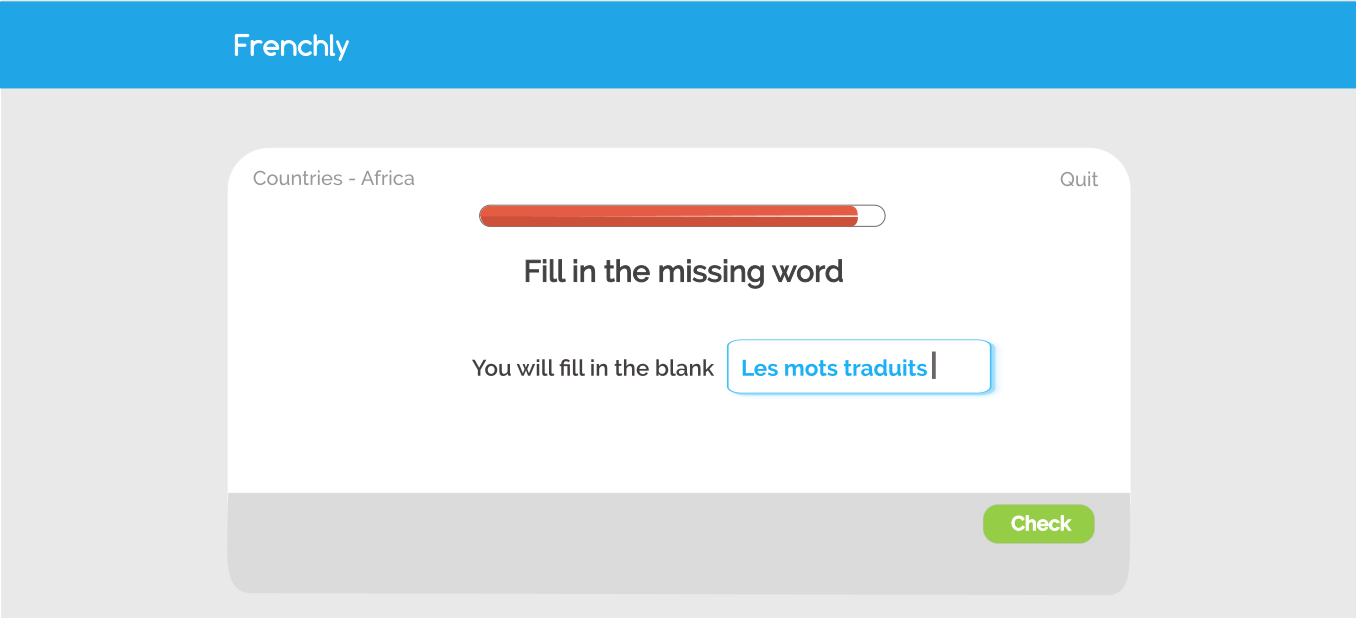 Frenchly
Countries - Africa
Quit
Fill in the missing word
You will fill in the blank
Les mots traduits
Check